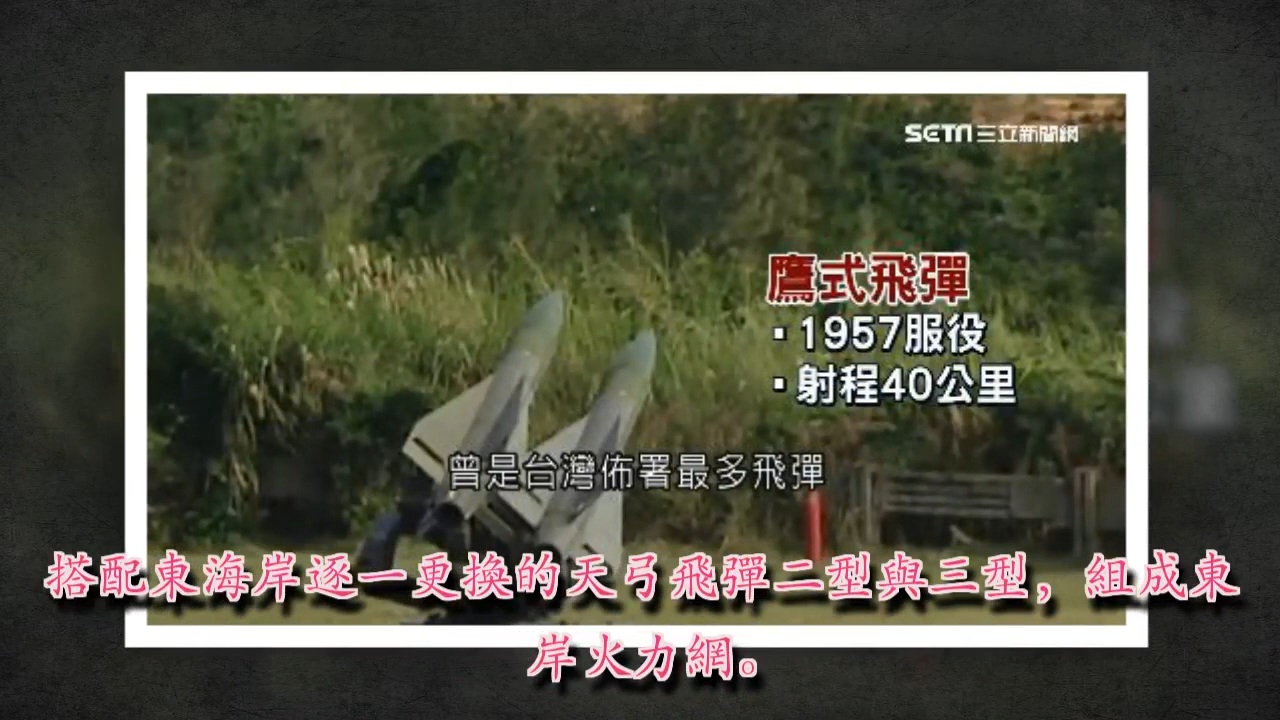 SETN三立新聞網
鷹式飛彈
▪1957服役
▪射程40公里
曾是台灣佈署最多飛彈
搭配東海岸逐一更換的天弓飛彈二型與三型，組成東
岸火力網。